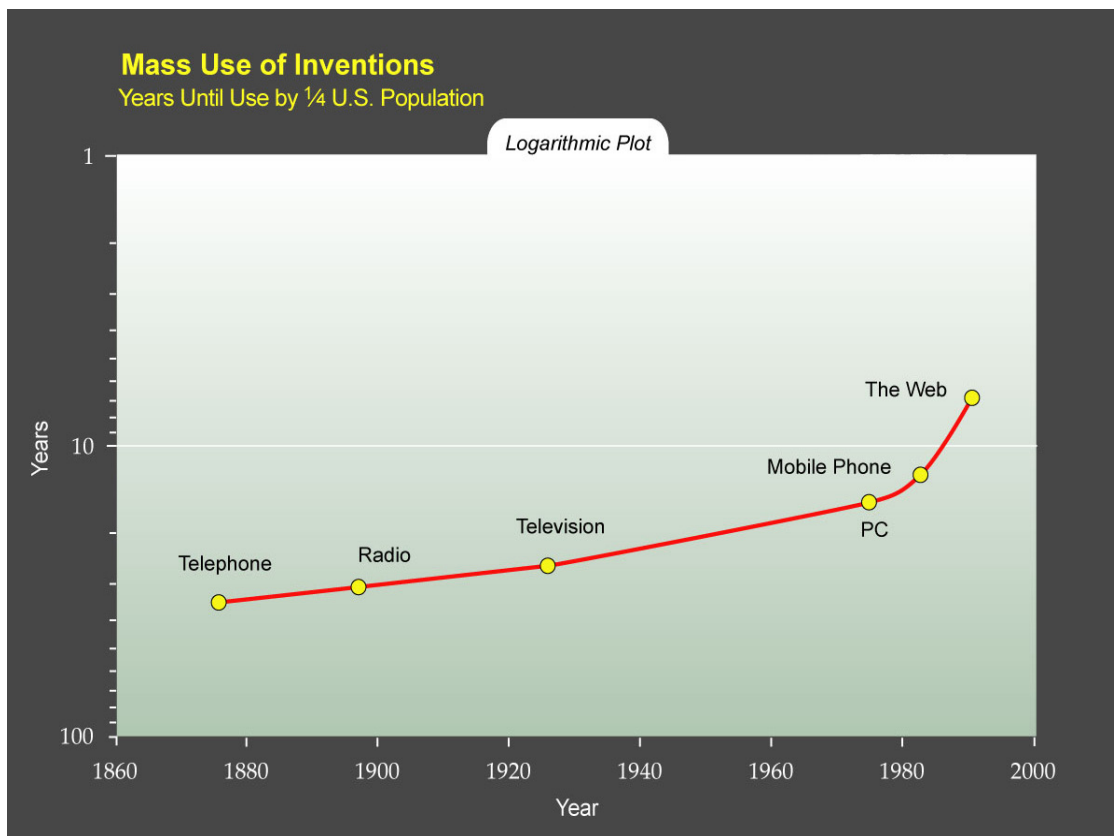 Mass Use of Inventions
Years Until Use by ¼ U.S. Population
Logarithmic Plot
1
The Web
10
Mobile Phone
PC
Television
Radio
Telephone
100
Years
1860 1880 1900 1920 1940 1960 1980 2000
Year